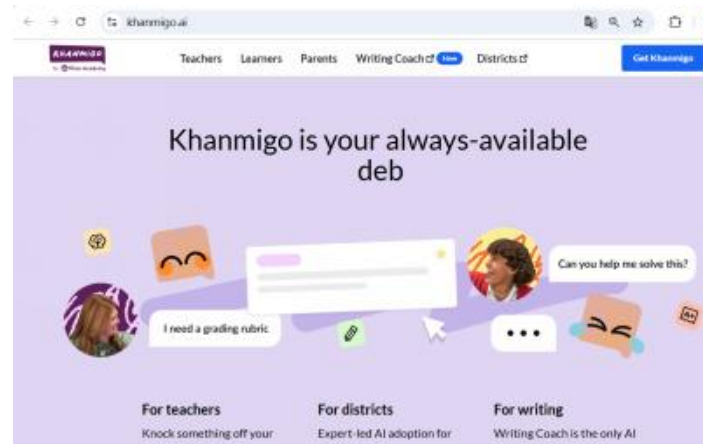 khanmigo.ai
KHANMIGO
Teachers Learners Parents Writing Coach New Districts
Get Khanmigo
Khanmigo is your always-available
deb
Can you help me solve this?
I need a grading rubric
A+
For teachers For districts For writing
Knock something off your Expert-led AI adoption for Writing Coach is the only AI